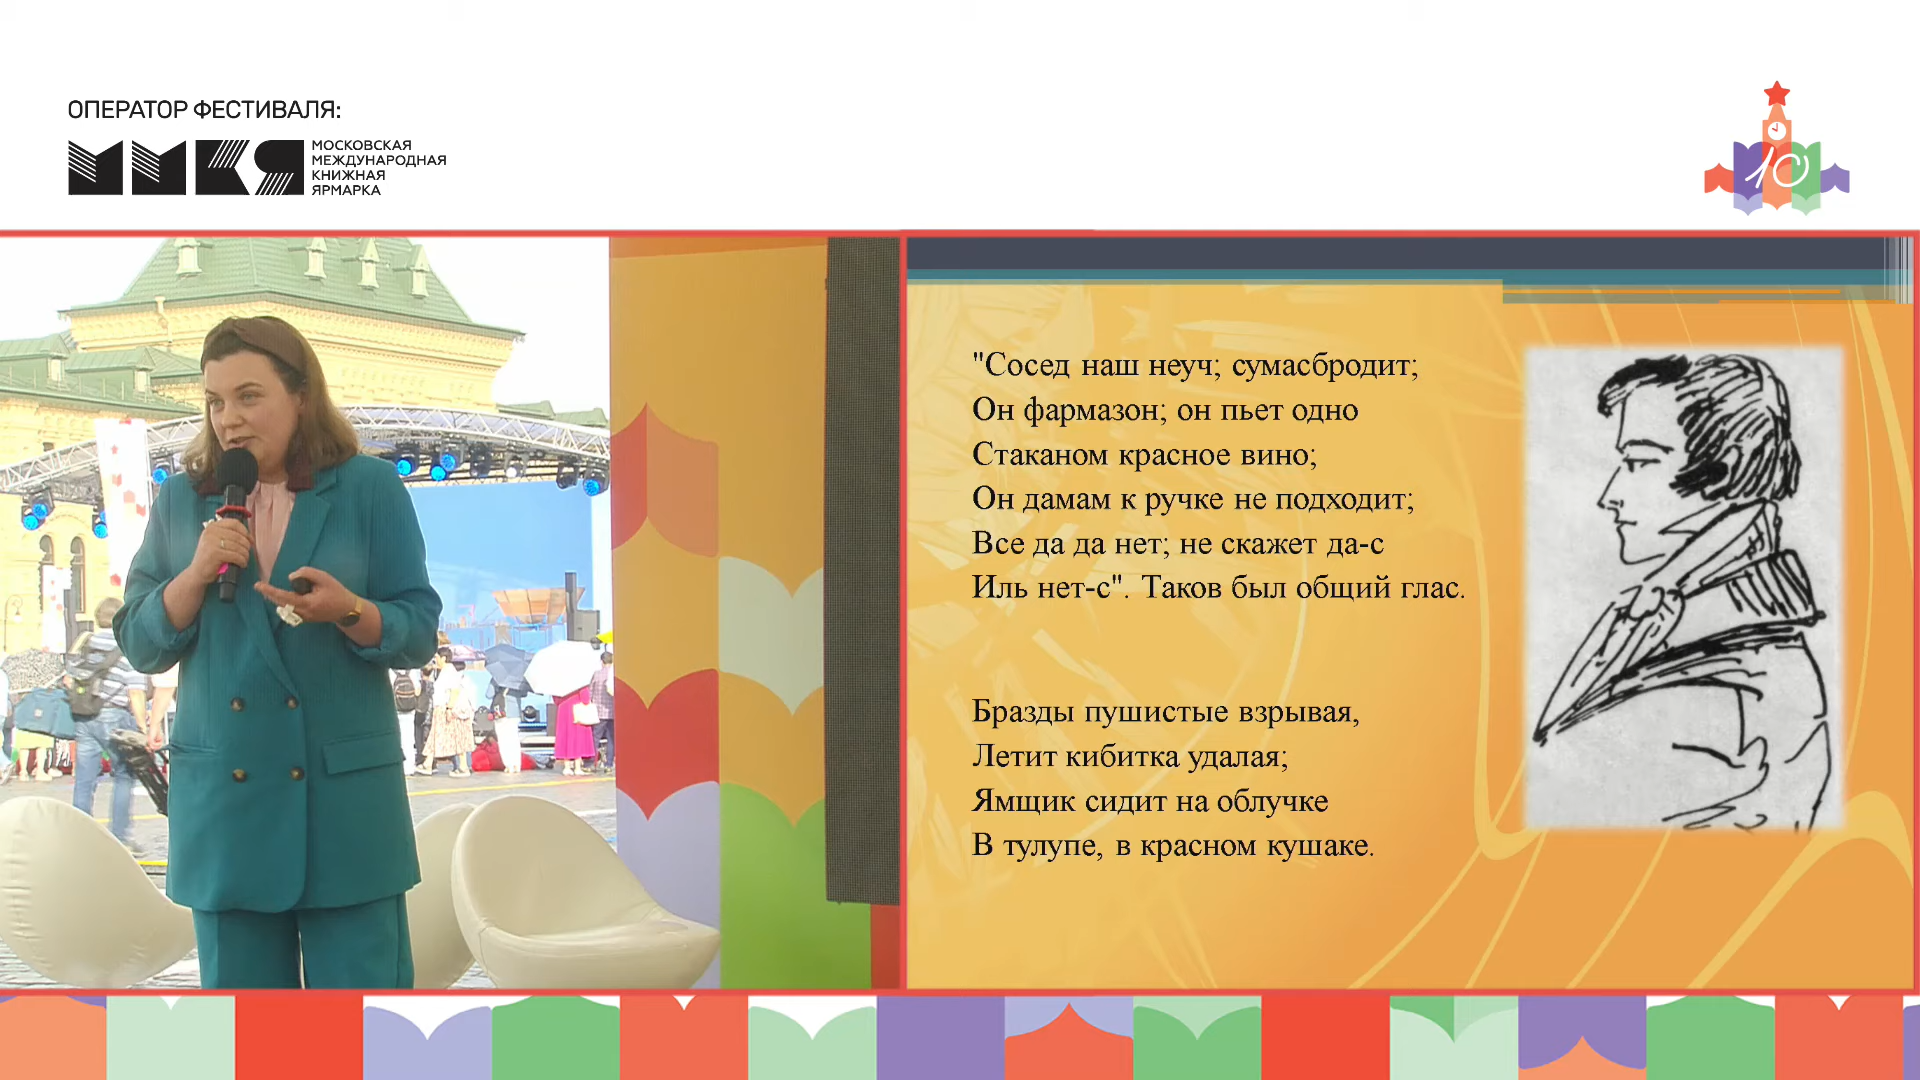 ОПЕРАТОР ФЕСТИВАЛЯ:
ММКЯ
МОСКОВСКАЯ
МЕЖДУНАРОДНАЯ
КНИЖНАЯ
ЯРМАРКА
10
"Сосед наш неуч; сумасбродит;
Он фармазон; он пьет одно
Стаканом красное вино;
Он дамам к ручке не подходит;
Все да да нет; не скажет да-с
Иль нет-с". Таков был общий глас.
Бразды пушистые взрывая,
Летит кибитка удалая;
Ямщик сидит на облучке
В тулупе, в красном кушаке.